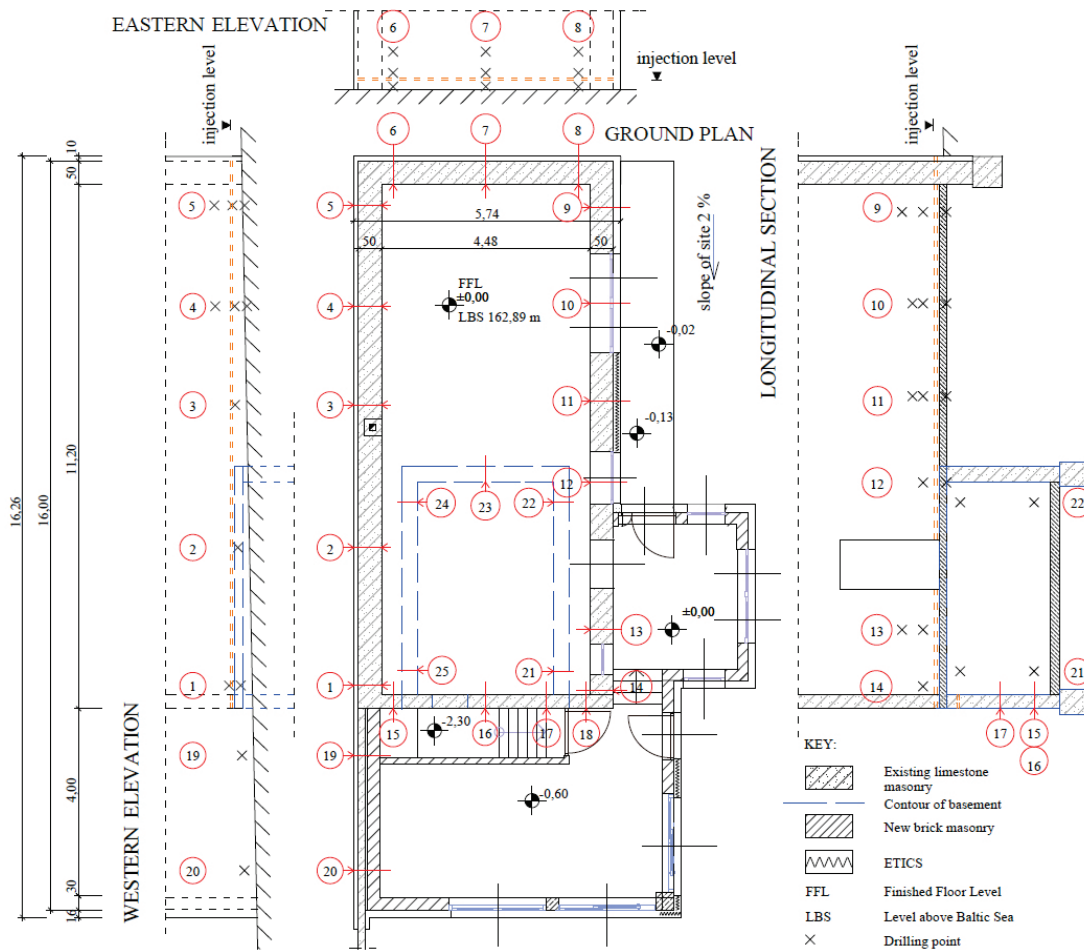 EASTERN ELEVATION
6 7 8
injection level
injection level
injection level
GROUND PLAN
6 7 8
LONGITUDINAL SECTION
WESTERN ELEVATION
16,26
16,00
10
50
11,20
4,00
30
16
5
4
3
2
1
19
20
5
4
3
2
1
19
20
5,74
50 4,48 50
FFL
±0,00
LBS 162,89 m
slope of site 2 %
-0,02
-0,13
9
10
11
12
13
14
24 23 22
25 21
±0,00
15 16 17 18
-2,30
-0,60
9
10
11
12
13
14
22
21
17 15
16
KEY:
Existing limestone
masonry
Contour of basement
New brick masonry
ETICS
FFL Finished Floor Level
LBS Level above Baltic Sea
Drilling point